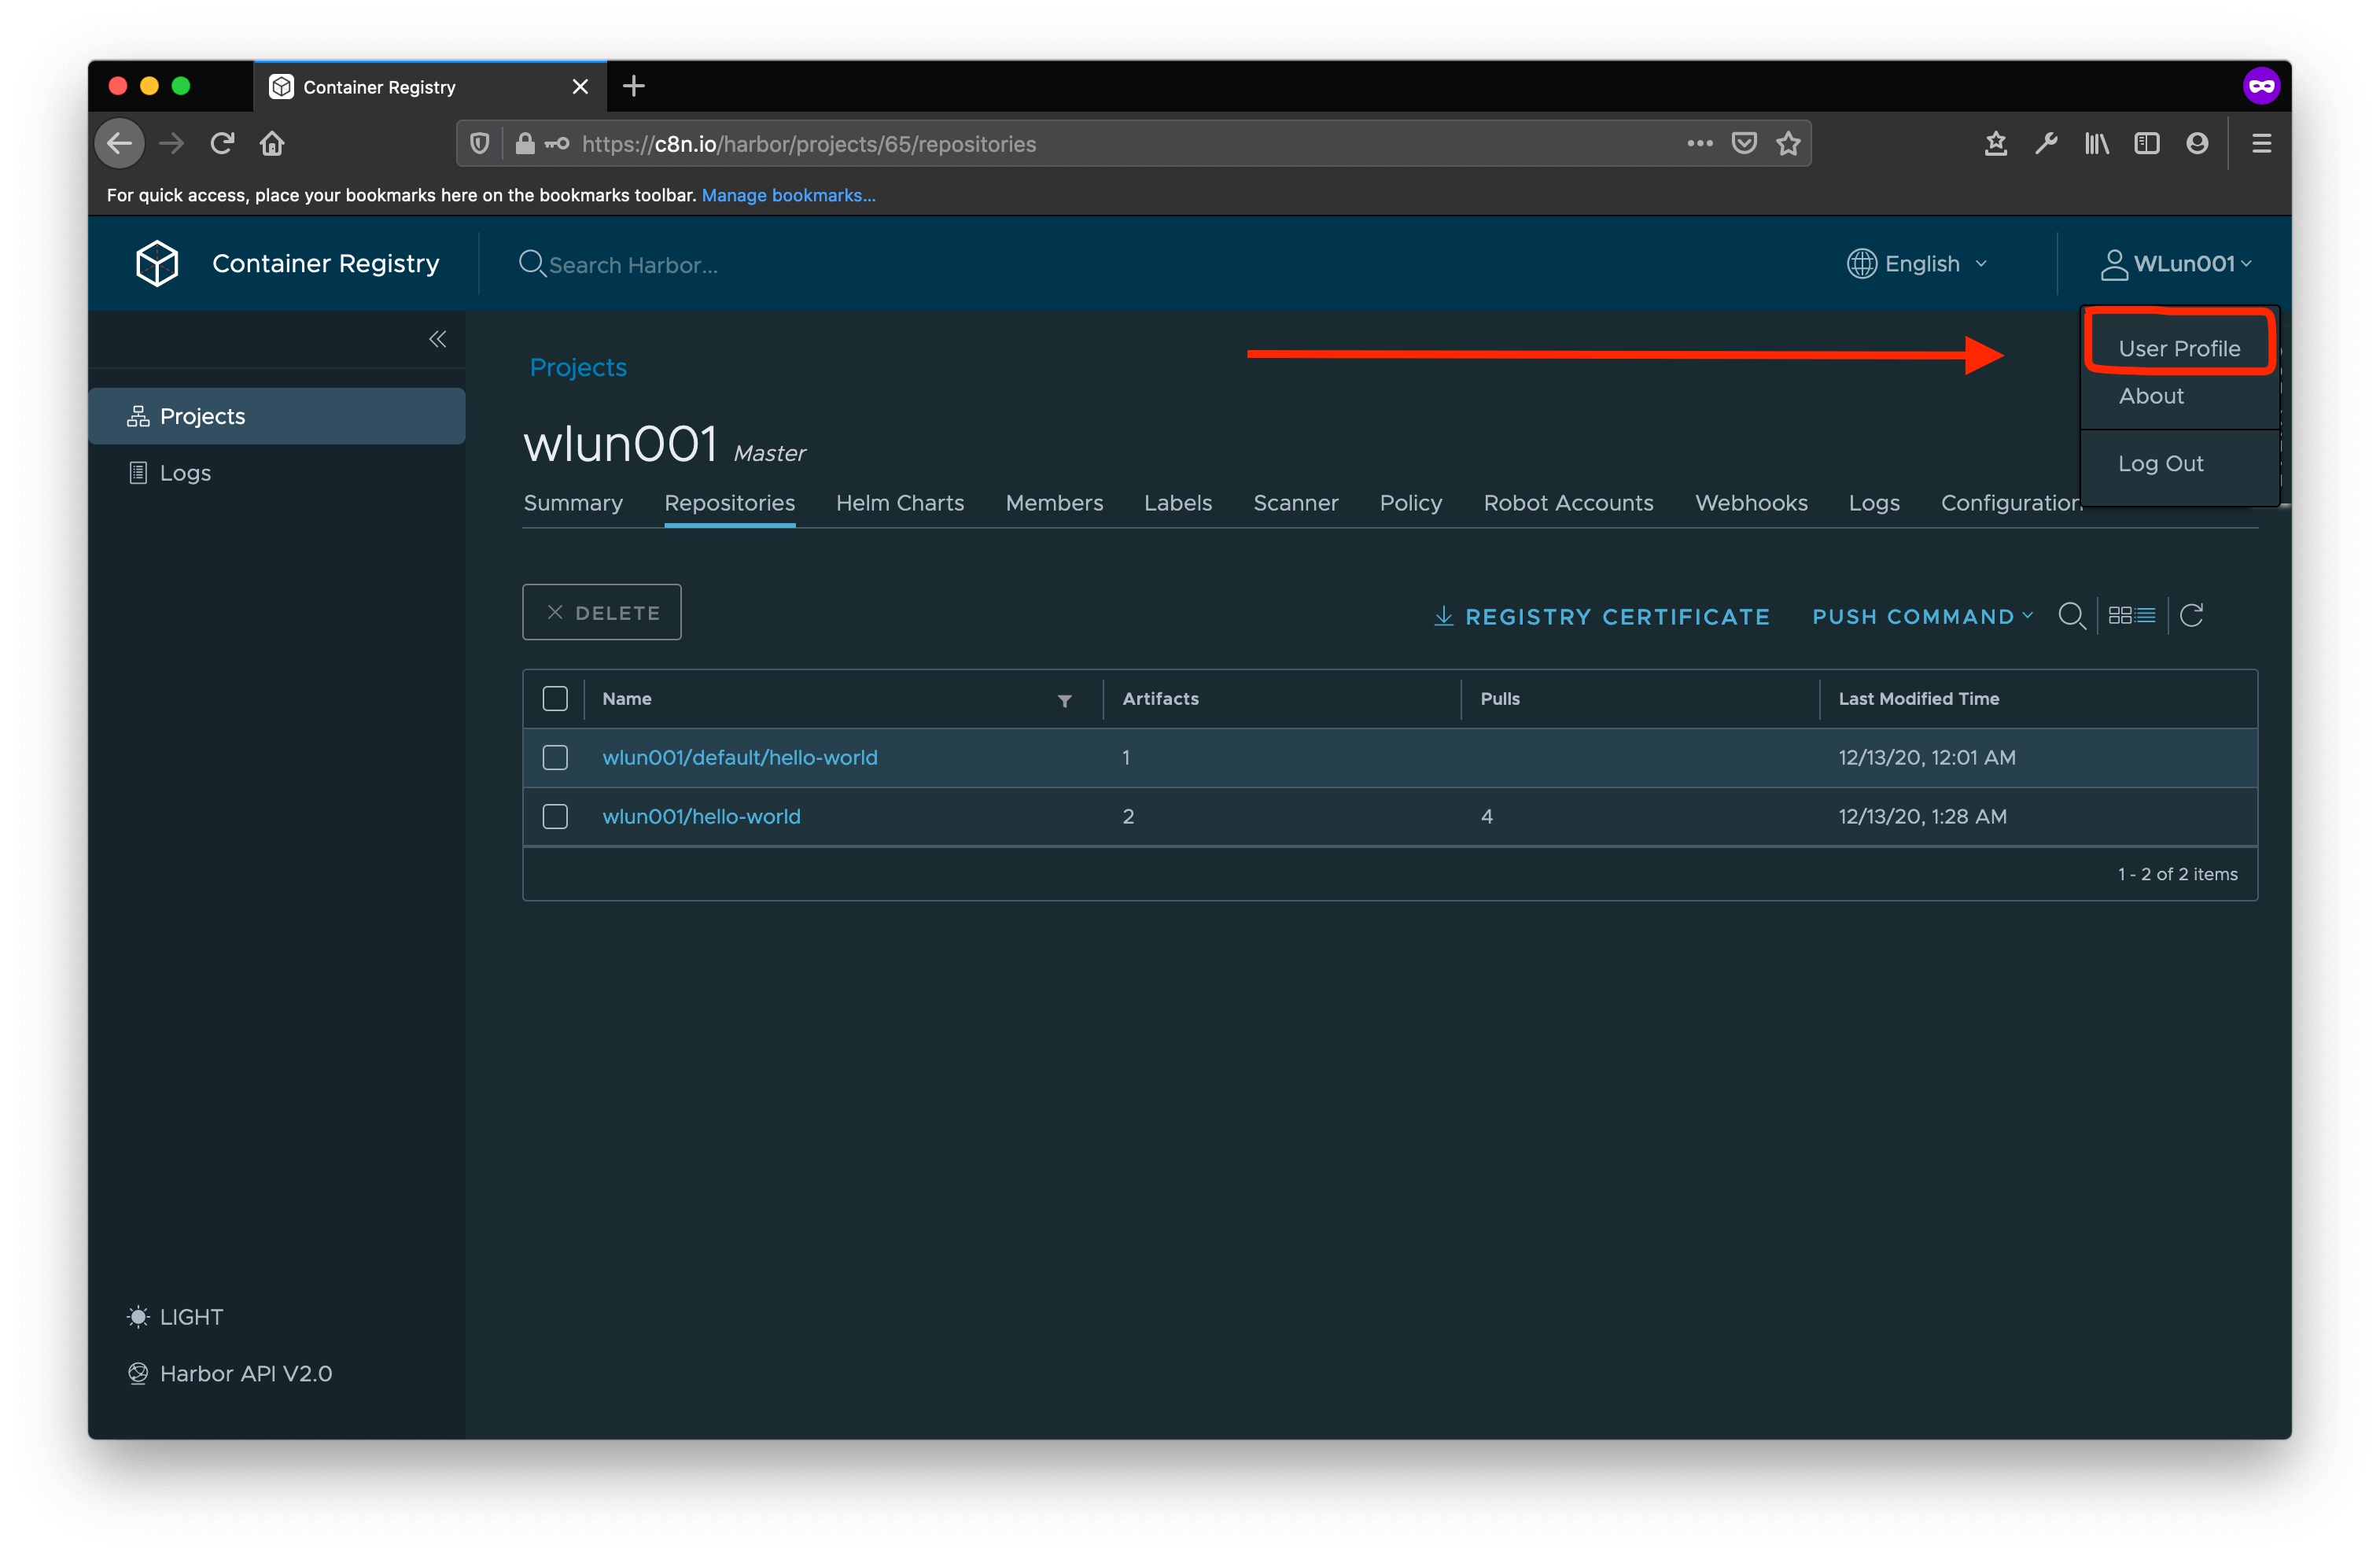 Container Registry
https://c8n.io/harbor/projects/65/repositories
For quick access, place your bookmarks here on the bookmarks toolbar. Manage bookmarks...
Container Registry
Search Harbor...
English
WLun001
User Profile
About
Log Out
Projects
Logs
Projects
wlun001 Master
Summary Repositories Helm Charts Members Labels Scanner Policy Robot Accounts Webhooks Logs Configuration
DELETE
REGISTRY CERTIFICATE PUSH COMMAND
Name Artifacts Pulls Last Modified Time
wlun001/default/hello-world 1 12/13/20, 12:01 AM
wlun001/hello-world 2 4 12/13/20, 1:28 AM
1 - 2 of 2 items
LIGHT
Harbor API V2.0